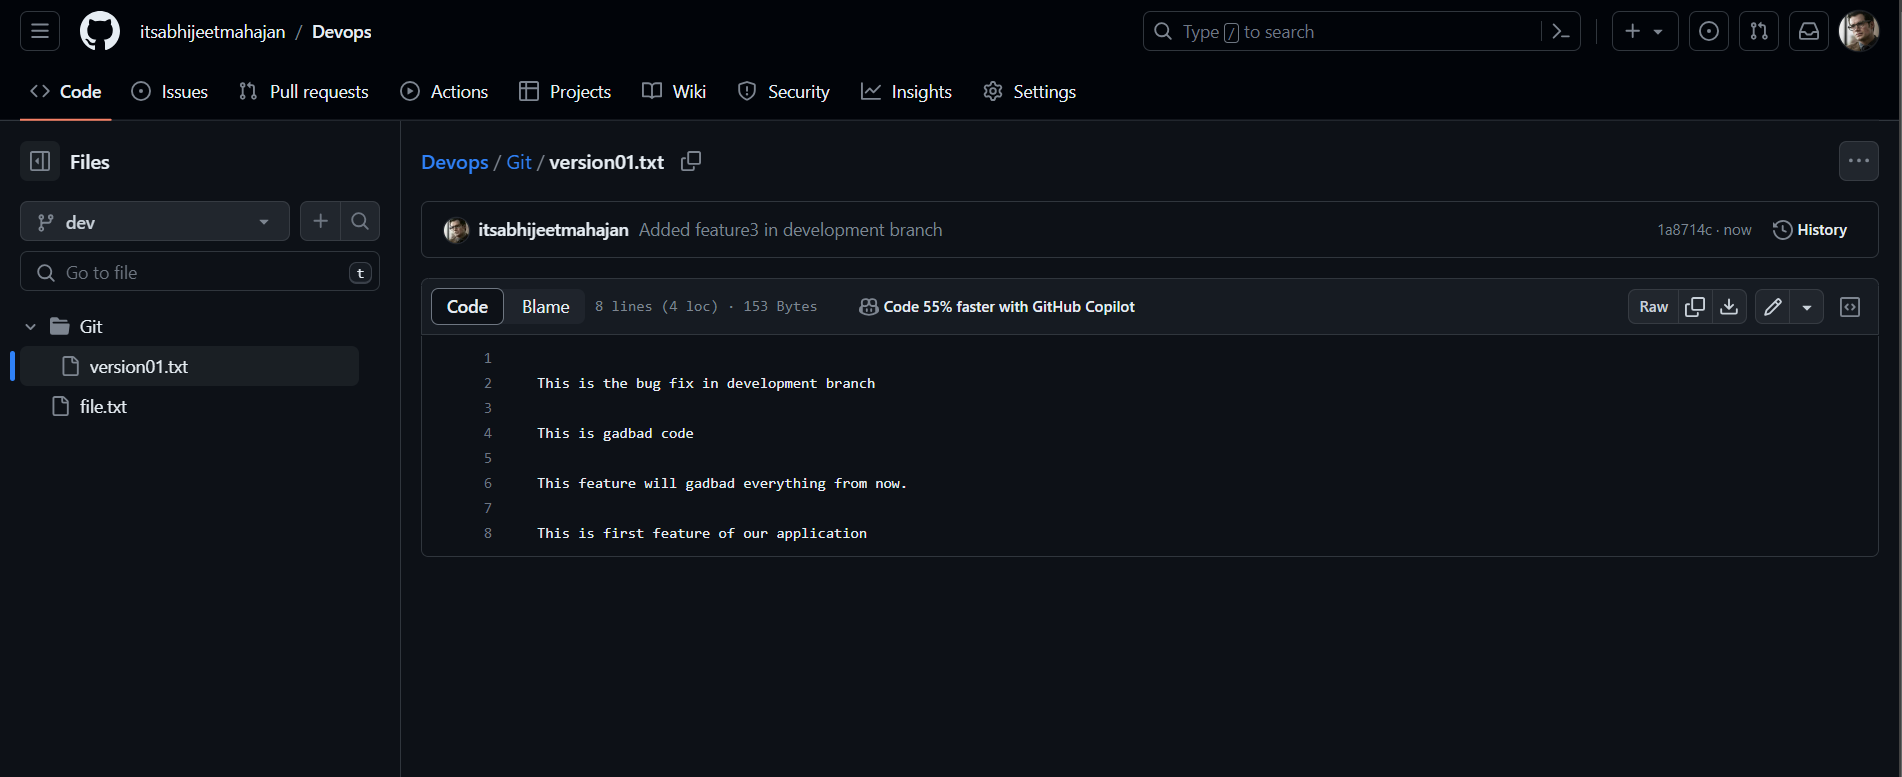 itsabhijeetmahajan / Devops
Type / to search
Code Issues Pull requests Actions Projects Wiki Security Insights Settings
Files
dev
Go to file t
Git
version01.txt
file.txt
Devops / Git / version01.txt
itsabhijeetmahajan Added feature3 in development branch 1a8714c · now History
Code Blame 8 lines (4 loc) · 153 Bytes Code 55% faster with GitHub Copilot Raw
1
2 This is the bug fix in development branch
3
4 This is gadbad code
5
6 This feature will gadbad everything from now.
7
8 This is first feature of our application